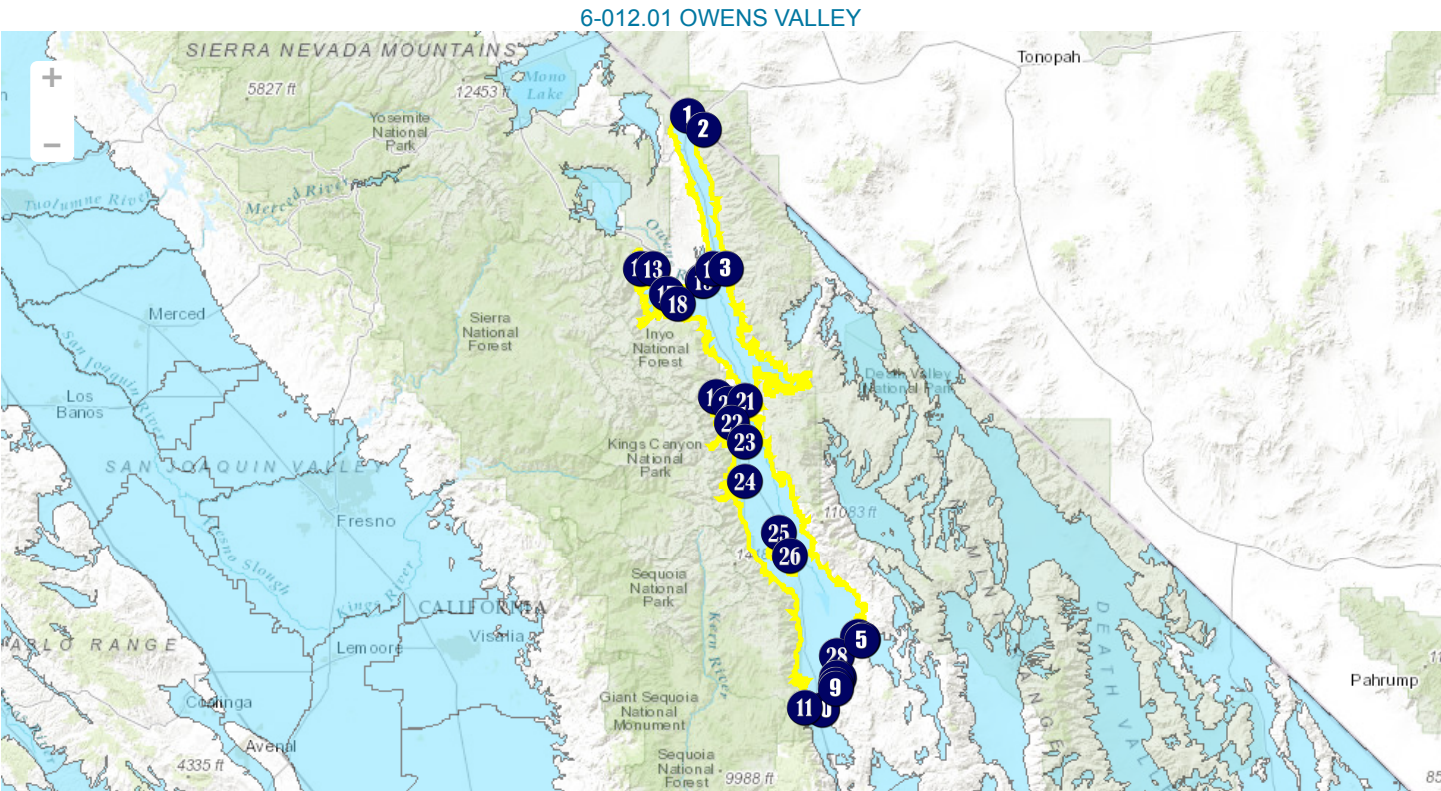 6-012.01 OWENS VALLEY
SIERRA NEVADA MOUNTAINS
Tonopah
+
−
5827 ft
12453 ft
Mono
Lake
Yosemite
National
Park
1
2
Merced River
Tuolumne River
13
3
18
Merced
Sierra
National
Forest
Inyo
National
Forest
San Joaquin River
Los
Banos
Death Valley
National Park
21
22
23
Kings Canyon
National
Park
SAN JOAQUIN VALLEY
24
11083 ft
Fresno
25
26
Fresno Slough
Kings River
Sequoia
National
Park
CALIFORNIA
Visalia
Kern River
5
28
Lemoore
DEATH VALL
9
11
Pahrump
Giant Sequoia
National
Monument
Coalinga
Avenal
4335 ft
Sequoia
National
Forest
9988 ft